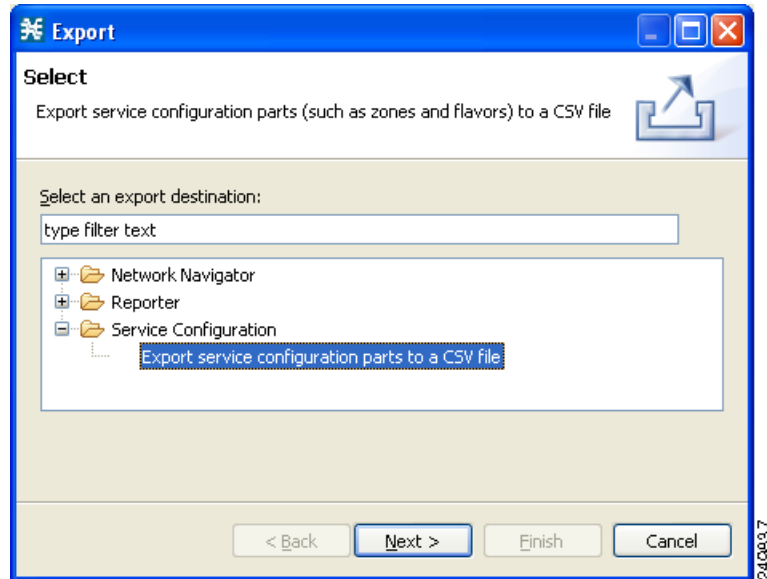 Export
Select
Export service configuration parts (such as zones and flavors) to a CSV file
Select an export destination:
type filter text
Network Navigator
Reporter
Service Configuration
Export service configuration parts to a CSV file
< Back
Next >
Finish
Cancel
249837